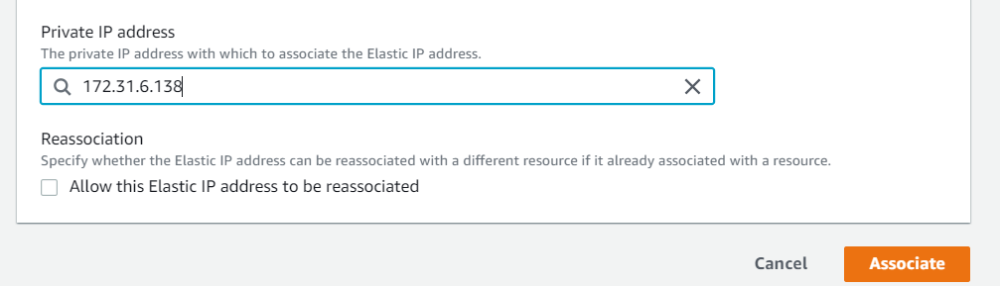 Private IP address
The private IP address with which to associate the Elastic IP address.
172.31.6.138
Reassociation
Specify whether the Elastic IP address can be reassociated with a different resource if it already associated with a resource.
Allow this Elastic IP address to be reassociated
Cancel Associate